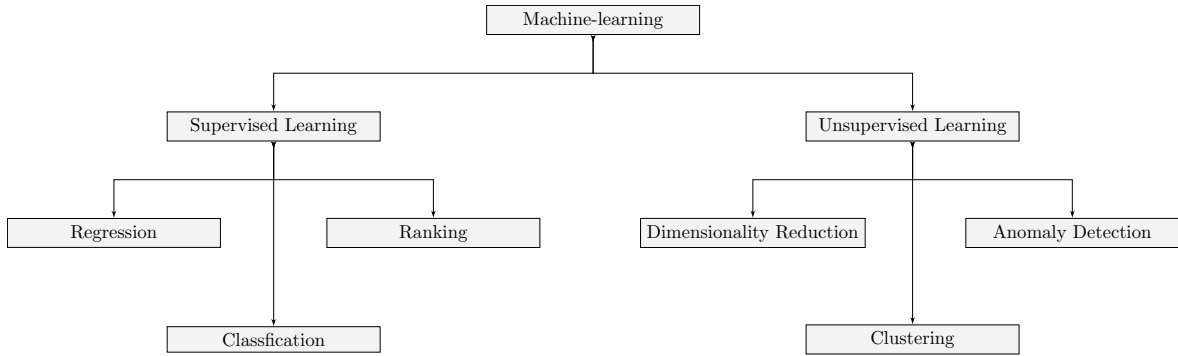 Machine-learning
Supervised Learning
Unsupervised Learning
Regression
Ranking
Dimensionality Reduction
Anomaly Detection
Classfication
Clustering